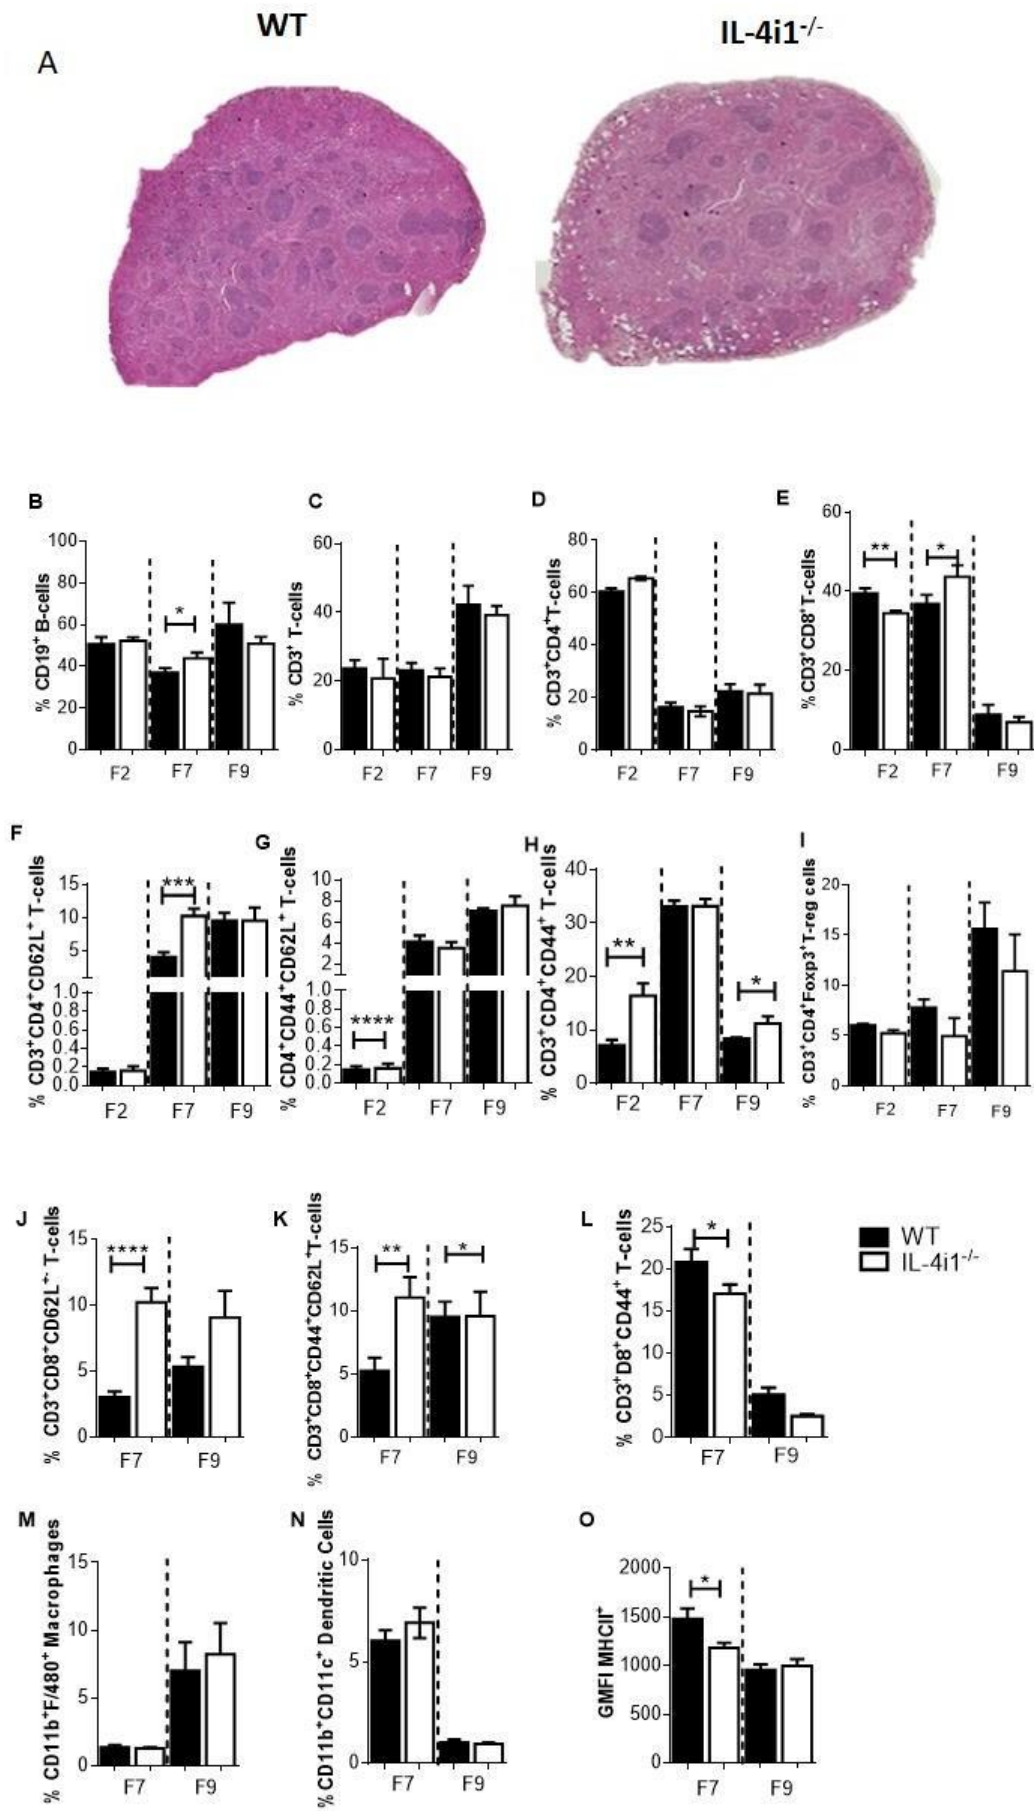 WT IL-4i1-/-
A
B C D E
% CD19+ B-cells
100
80
60
40
20
0
*
F2 F7 F9
% CD3+ T-cells
60
40
20
0
F2 F7 F9
% CD3+CD4+T-cells
80
60
40
20
0
F2 F7 F9
% CD3+CD8+T-cells
60
40
20
0
** *
F2 F7 F9
F G H I
% CD3+CD4+CD62L+ T-cells
15
10
5
1.0
0.8
0.6
0.4
0.2
0.0
***
F2 F7 F9
% CD4+CD44+CD62L+ T-cells
10
8
6
4
2
1.0
0.8
0.6
0.4
0.2
0.0
****
F2 F7 F9
% CD3+CD4+CD44+ T-cells
40
30
20
10
0
** *
F2 F7 F9
% CD3+CD4+Foxp3+T-reg cells
20
15
10
5
0
F2 F7 F9
J K L
% CD3+CD8+CD62L+- T-cells
15
10
5
0
****
F7 F9
% CD3+CD8+CD44+CD62L+T-cells
15
10
5
0
** *
F7 F9
% CD3+D8+CD44+ T-cells
25
20
15
10
5
0
*
F7 F9
WT
IL-4i1-/-
M N O
% CD11b+F/480+ Macrophages
15
10
5
0
F7 F9
% CD11b+CD11c+ Dendritic Cells
10
5
0
F7 F9
GMFI MHCII+
2000
1500
1000
500
0
*
F7 F9